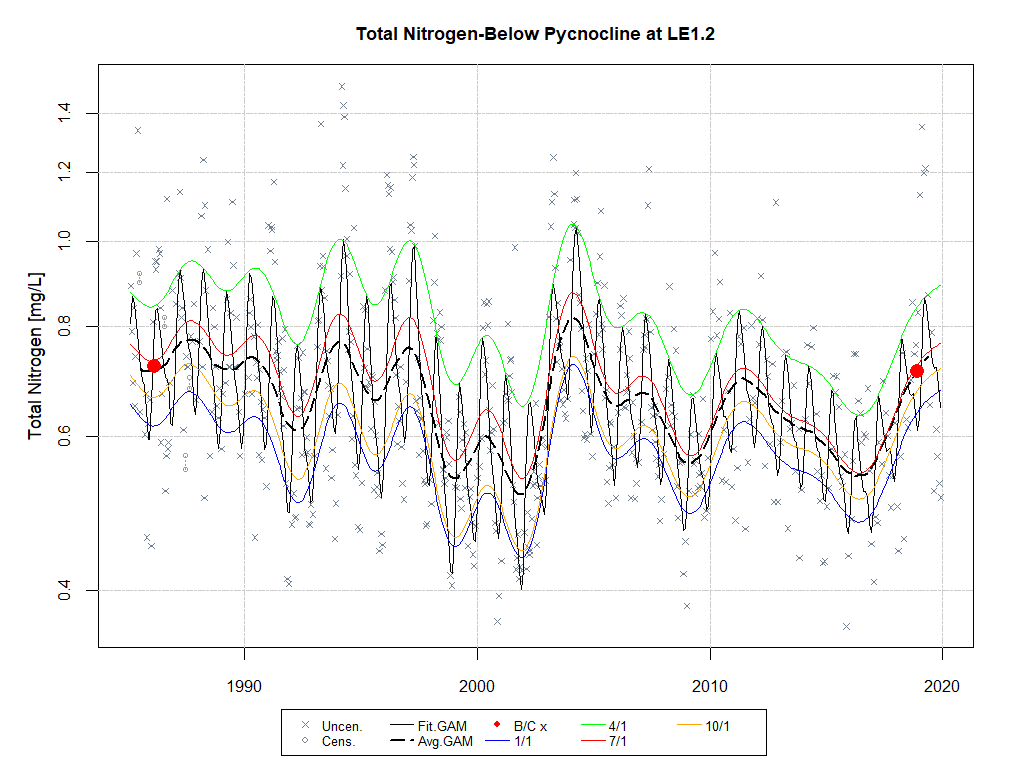 Total Nitrogen-Below Pycnocline at LE1.2
Total Nitrogen [mg/L]
1.4
1.2
1.0
0.8
0.6
0.4
1990 2000 2010 2020
Uncen. Fit.GAM B/C x 4/1 10/1
Cens. Avg.GAM 1/1 7/1